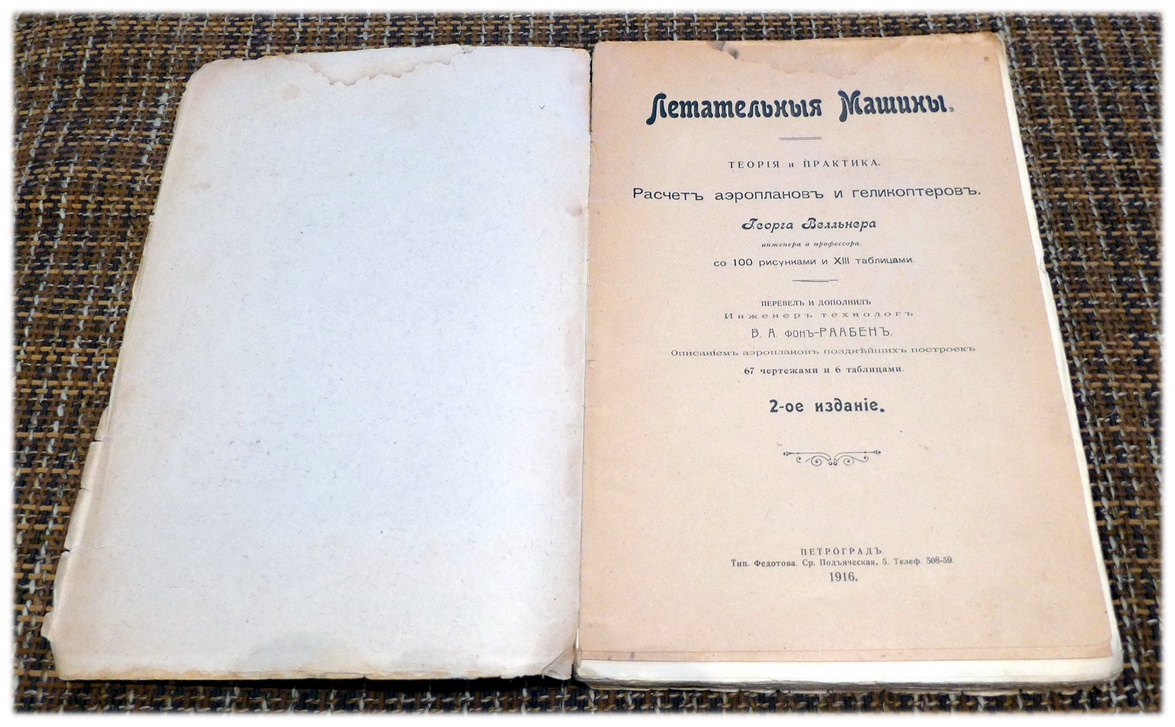 Летательныя Машины.
ТЕОРІЯ и ПРАКТИКА.
Расчетъ аэроплановъ и геликоптеровъ.
Георга Велльнера
инженера и профессора
со 100 рисунками и XIII таблицами.
ПЕРЕВЕЛЪ И ДОПОЛНИЛЪ
Инженеръ технологъ
В. А. фонъ-РААБЕНЪ.
Описаніемъ аэроплановъ позднѣйшихъ построекъ
67 чертежами и 6 таблицами.
2-ое изданіе.
ПЕТРОГРАДЪ.
Тип. Федотова. Ср. Подъяческая, 5. Телеф. 508-59.
1916.